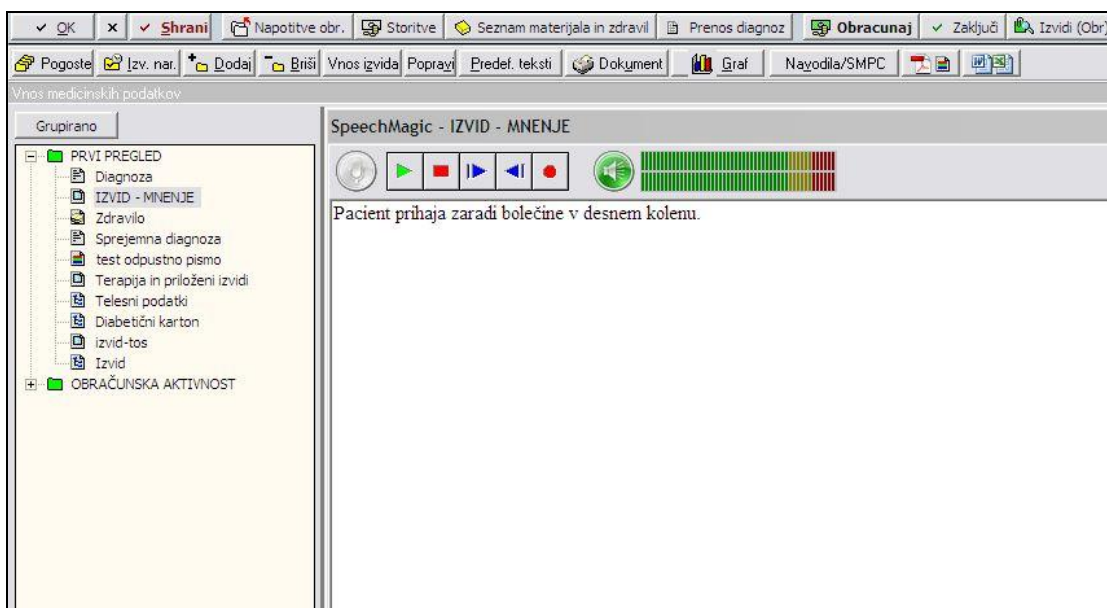 OK x Shrani Napotitve obr. Storitve Seznam materijala in zdravil Prenos diagnoz Obracunaj Zaključi Izvidi (Obr)
Pogoste Izv. nar. Dodaj Briši Vnos izvida Popravi Predef. teksti Dokument Graf Navodila/SMPC
Vnos medicinskih podatkov
Grupirano
SpeechMagic - IZVID - MNENJE
PRVI PREGLED
Diagnoza
IZVID - MNENJE
Zdravilo
Sprejemna diagnoza
test odpustno pismo
Terapija in priloženi izvidi
Telesni podatki
Diabetični karton
izvid-tos
Izvid
OBRAČUNSKA AKTIVNOST
Pacient prihaja zaradi bolečine v desnem kolenu.